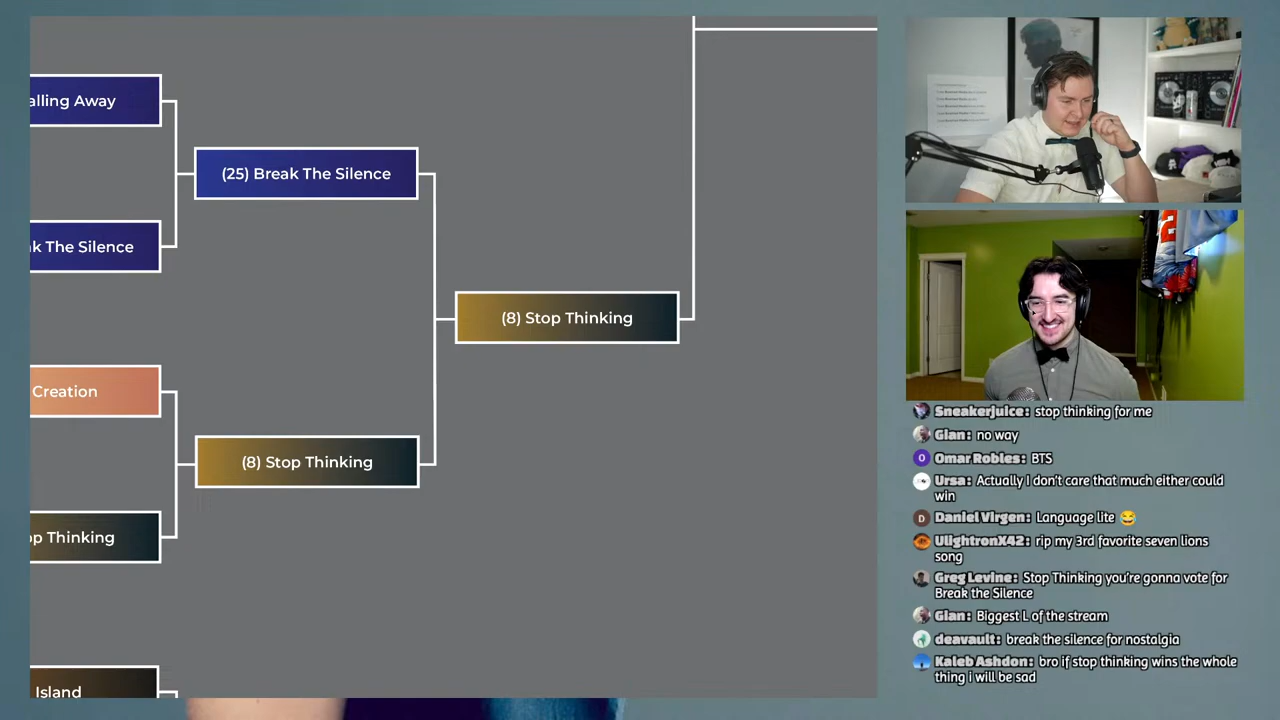 alling Away
(25) Break The Silence
k The Silence
(8) Stop Thinking
Creation
(8) Stop Thinking
op Thinking
Island
Sneakerjuice: stop thinking for me
Gian: no way
Omar Robles: BTS
Ursa: Actually I don't care that much either could
win
Daniel Virgen: Language lite 😂
UlightronX42: rip my 3rd favorite seven lions
song
Greg Levine: Stop Thinking you're gonna vote for
Break the Silence
Gian: Biggest L of the stream
deavault: break the silence for nostalgia
Kaleb Ashdon: bro if stop thinking wins the whole
thing i will be sad